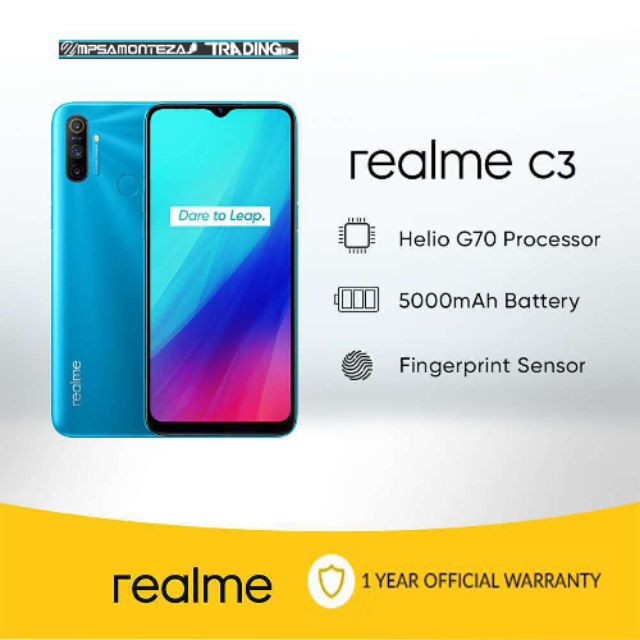 MPSAMONTEZA TRADING
realme C3
Dare to Leap.
Helio G70 Processor
5000mAh Battery
Fingerprint Sensor
realme
realme
1 YEAR OFFICIAL WARRANTY